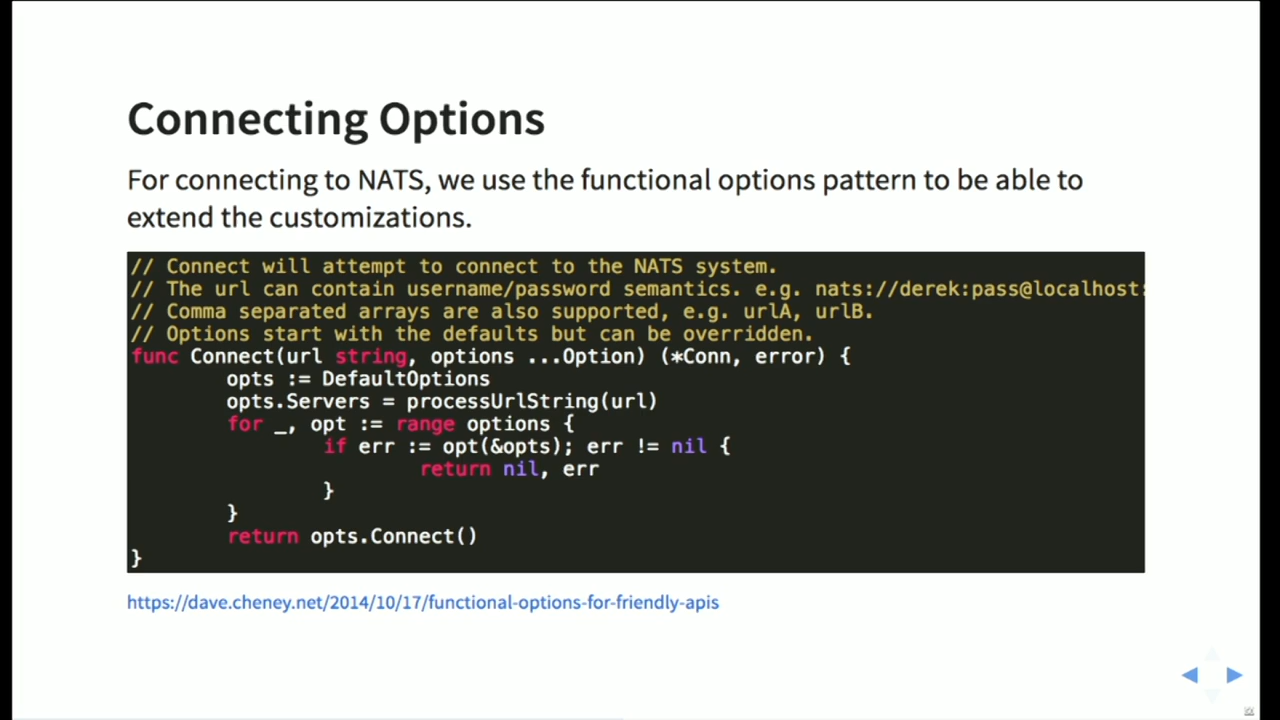 Connecting Options
For connecting to NATS, we use the functional options pattern to be able to
extend the customizations.
// Connect will attempt to connect to the NATS system.
// The url can contain username/password semantics. e.g. nats://derek:pass@localhost:
// Comma separated arrays are also supported, e.g. urlA, urlB.
// Options start with the defaults but can be overridden.
func Connect(url string, options ...Option) (*Conn, error) {
        opts := DefaultOptions
        opts.Servers = processUrlString(url)
        for _, opt := range options {
                if err := opt(&opts); err != nil {
                        return nil, err
                }
        }
        return opts.Connect()
}
https://dave.cheney.net/2014/10/17/functional-options-for-friendly-apis